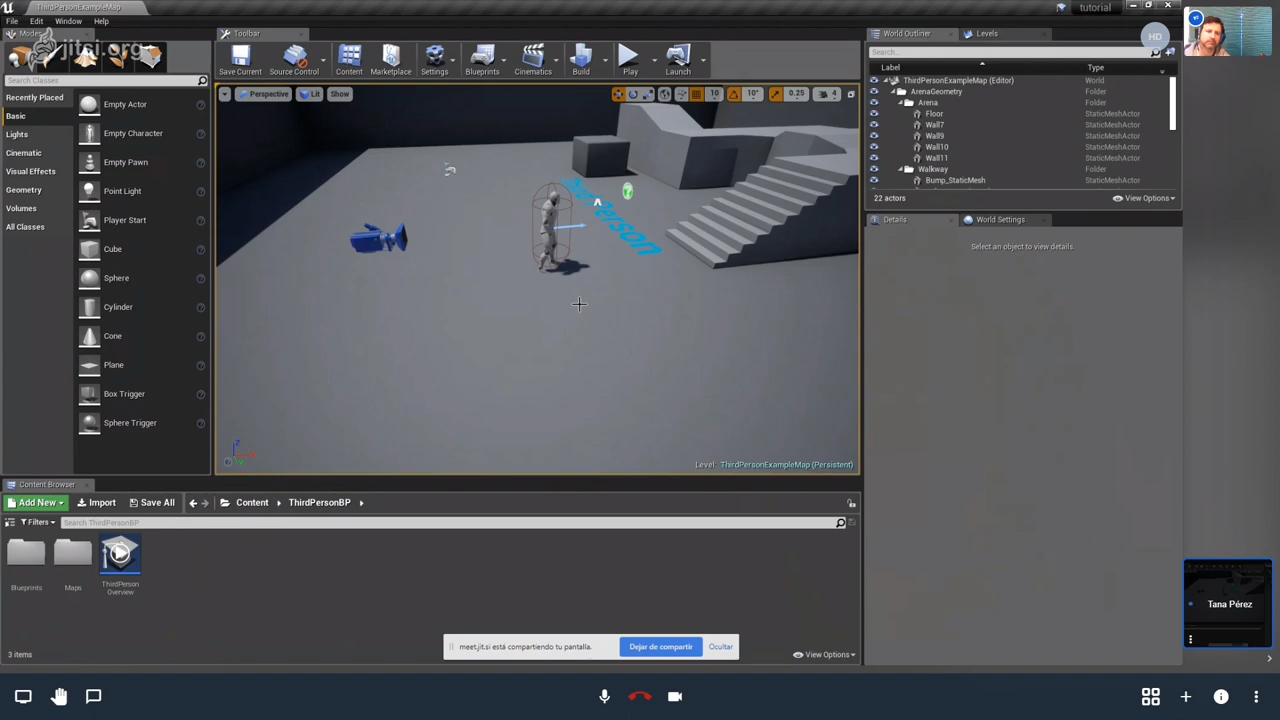 ThirdPersonExampleMap
tutorial
File Edit Window Help
Modes
jitsi.org
Search Classes
Recently Placed
Basic
Lights
Cinematic
Visual Effects
Geometry
Volumes
All Classes
Empty Actor
Empty Character
Empty Pawn
Point Light
Player Start
Cube
Sphere
Cylinder
Cone
Plane
Box Trigger
Sphere Trigger
Toolbar
Save Current
Source Control
Content
Marketplace
Settings
Blueprints
Cinematics
Build
Play
Launch
Perspective Lit Show
10 10° 0.25 4
Level: ThirdPersonExampleMap (Persistent)
World Outliner Levels
HD
Search...
Label Type
ThirdPersonExampleMap (Editor) World
ArenaGeometry Folder
Arena Folder
Floor StaticMeshActor
Wall7 StaticMeshActor
Wall9 StaticMeshActor
Wall10 StaticMeshActor
Wall11 StaticMeshActor
Walkway Folder
Bump_StaticMesh StaticMeshActor
22 actors View Options
Details World Settings
Select an object to view details.
Content Browser
Add New Import Save All Content ThirdPersonBP
Filters Search ThirdPersonBP
Blueprints
Maps
ThirdPerson
Overview
3 items
View Options
meet.jit.si está compartiendo tu pantalla. Dejar de compartir Ocultar
Tana Pérez